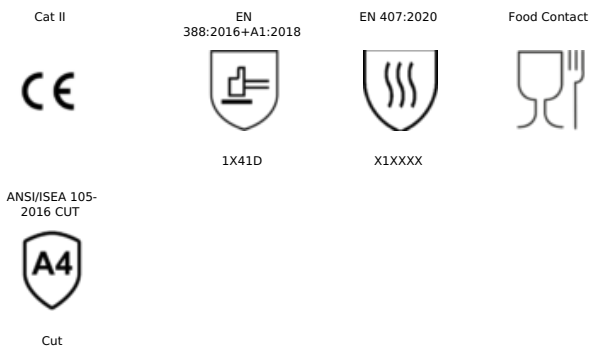 Cat II
EN
388:2016+A1:2018
EN 407:2020
Food Contact
CE
1X41D
X1XXXX
ANSI/ISEA 105-
2016 CUT
A4
Cut